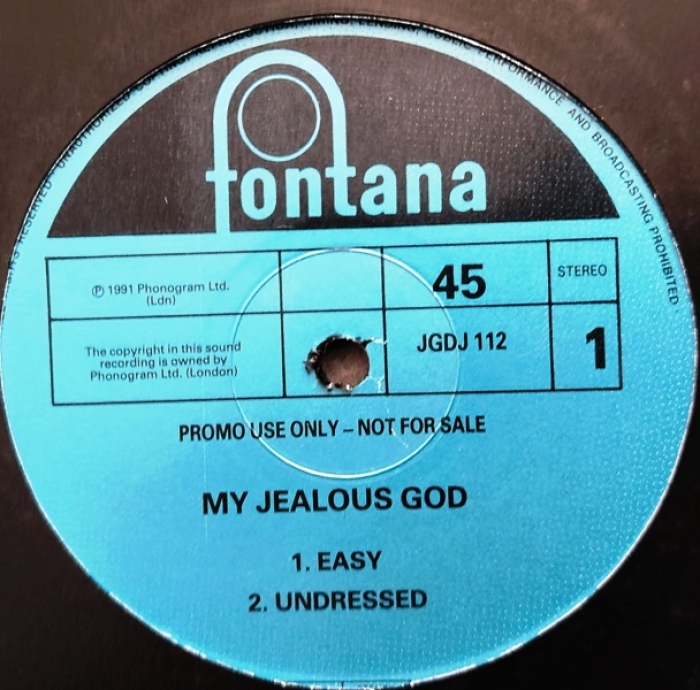 fontana
℗ 1991 Phonogram Ltd.
(Ldn)
45
STEREO
The copyright in this sound
recording is owned by
Phonogram Ltd. (London)
JGDJ 112
1
PROMO USE ONLY – NOT FOR SALE
MY JEALOUS GOD
1. EASY
2. UNDRESSED
PERFORMANCE AND BROADCASTING PROHIBITED